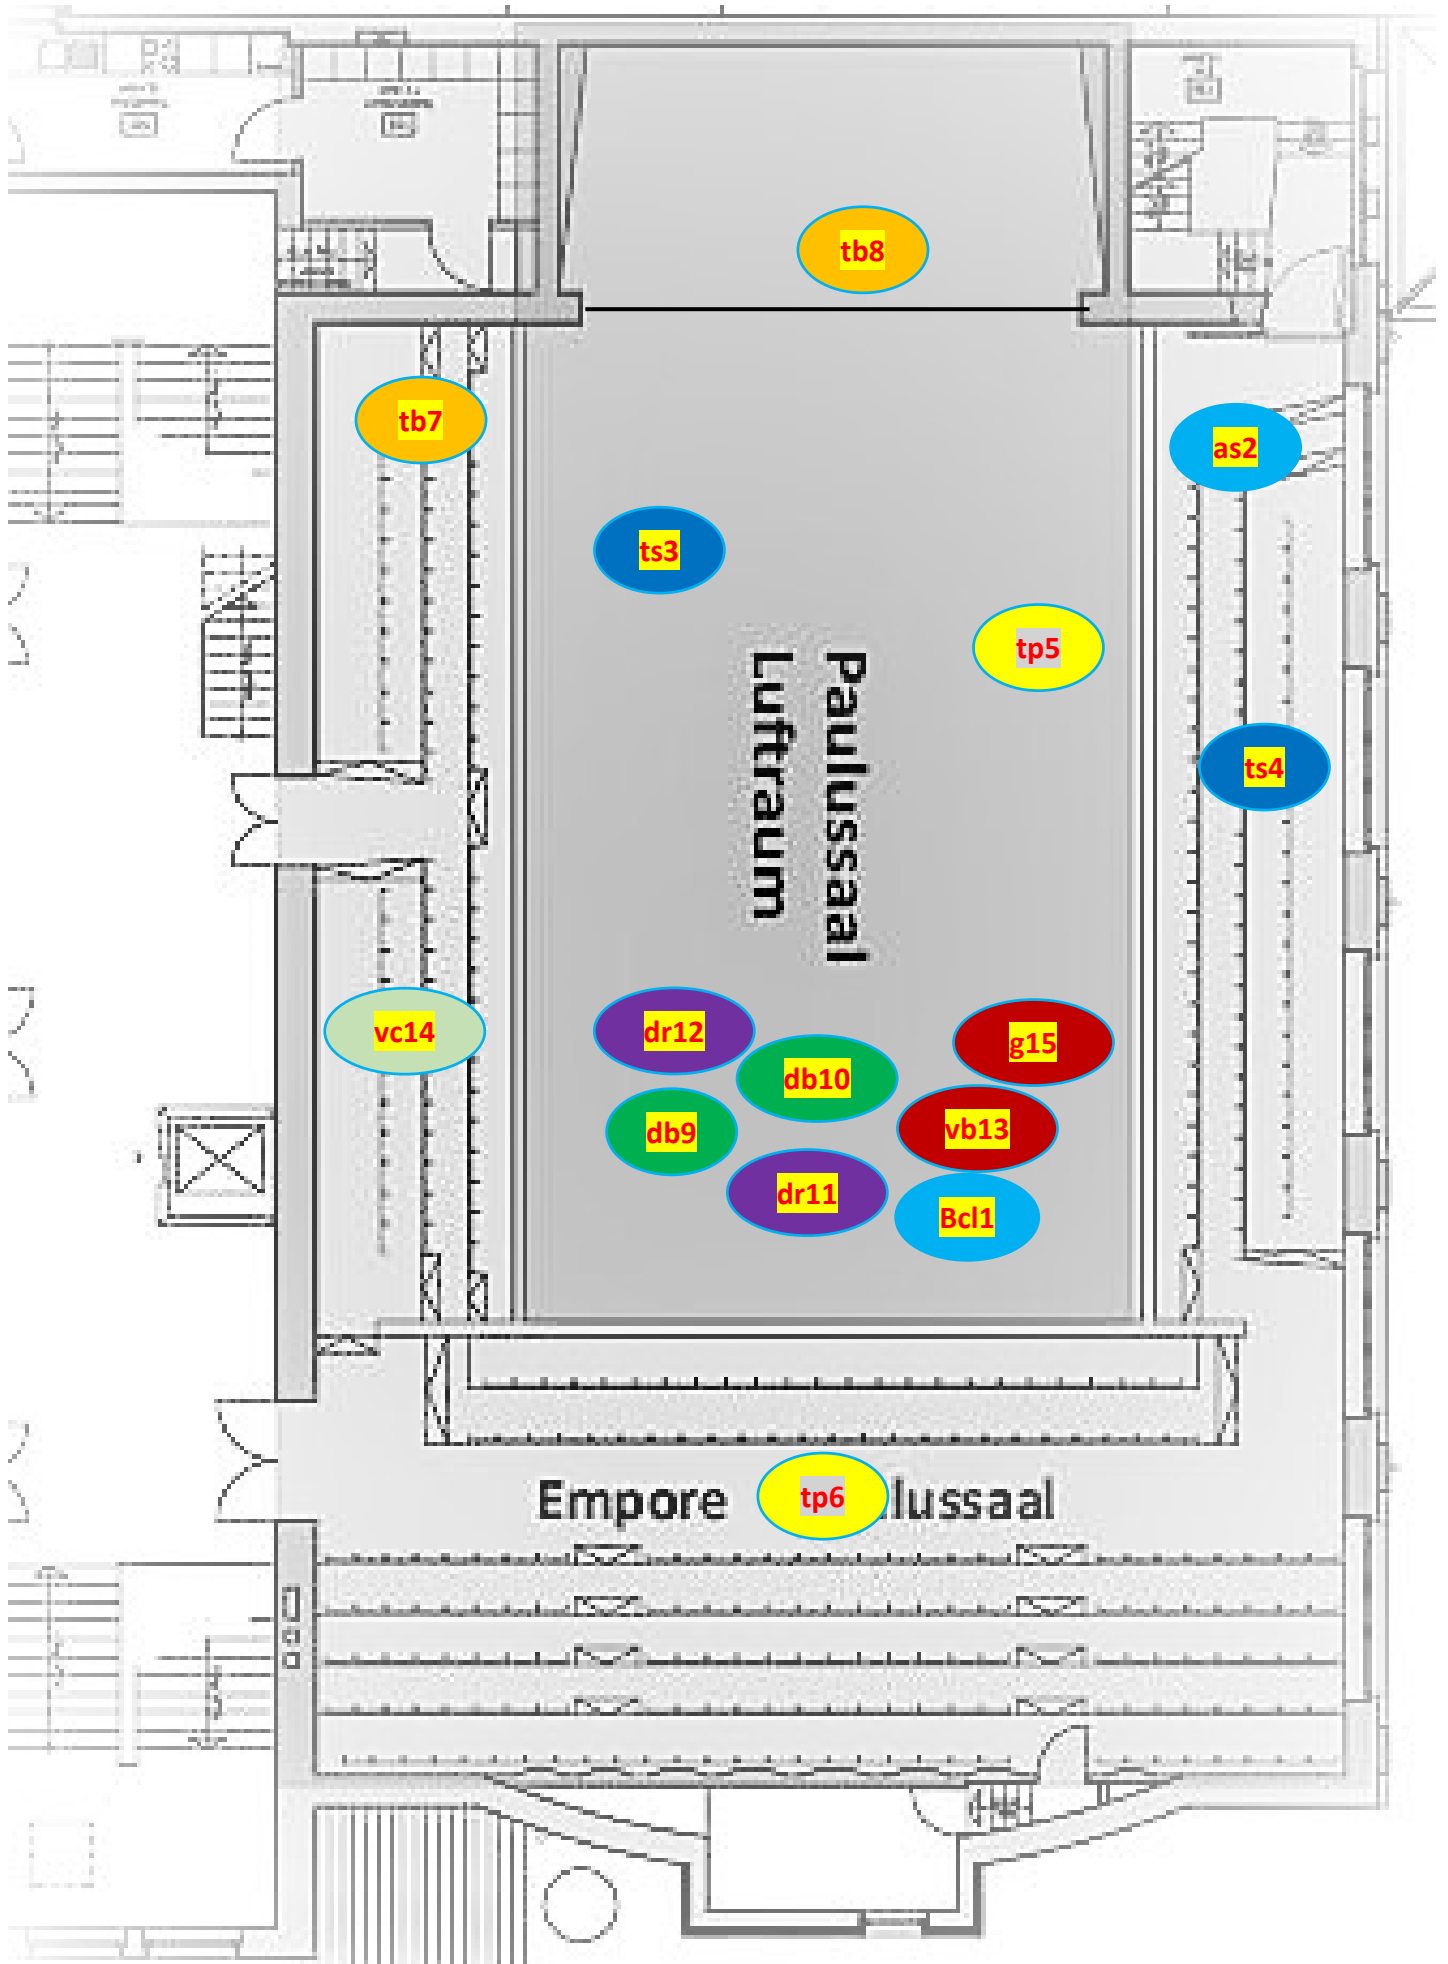 tb8
tb7
as2
ts3
tp5
Paulussaal
Luftraum
ts4
vc14
dr12
g15
db10
db9
vb13
dr11
Bcl1
Empore
tp6
lussaal